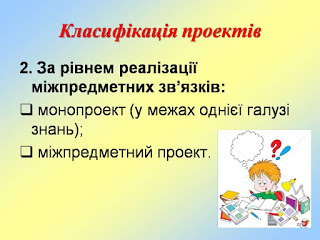 Класифікація проектів
2. За рівнем реалізації
міжпредметних зв’язків:
❑ монопроект (у межах однієї галузі
знань);
❑ міжпредметний проект.
?!